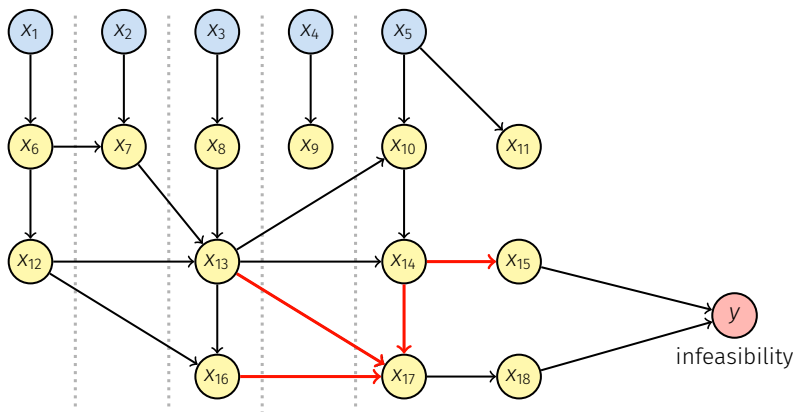 x₁ x₂ x₃ x₄ x₅
x₆ x₇ x₈ x₉ x₁₀ x₁₁
x₁₂ x₁₃ x₁₄ x₁₅
y
infeasibility
x₁₆ x₁₇ x₁₈